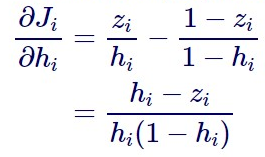 ∂J_i/∂h_i = z_i/h_i − (1 − z_i)/(1 − h_i)
= (h_i − z_i)/(h_i(1 − h_i))